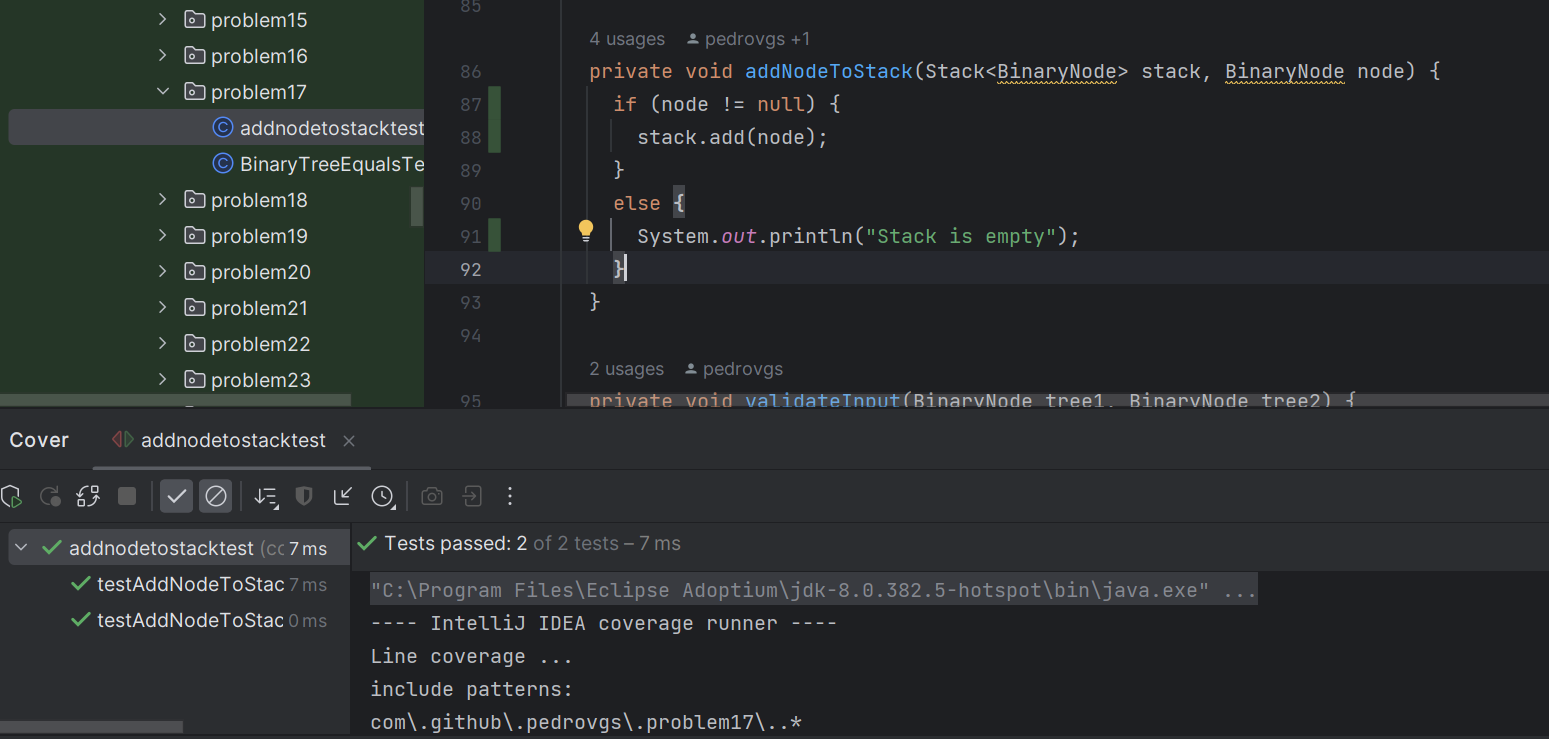 problem15
problem16
problem17
addnodetostacktest
BinaryTreeEqualsTe
problem18
problem19
problem20
problem21
problem22
problem23
85
4 usages pedrovgs +1
86 private void addNodeToStack(Stack<BinaryNode> stack, BinaryNode node) {
87 if (node != null) {
88 stack.add(node);
89 }
90 else {
91 System.out.println("Stack is empty");
92 }
93 }
94
2 usages pedrovgs
95 private void validateInput(BinaryNode tree1, BinaryNode tree2) {
Cover addnodetostacktest
addnodetostacktest (co 7 ms
testAddNodeToStac 7 ms
testAddNodeToStac 0 ms
Tests passed: 2 of 2 tests – 7 ms
"C:\Program Files\Eclipse Adoptium\jdk-8.0.382.5-hotspot\bin\java.exe" ...
---- IntelliJ IDEA coverage runner ----
Line coverage ...
include patterns:
com\.github\.pedrovgs\.problem17\..*